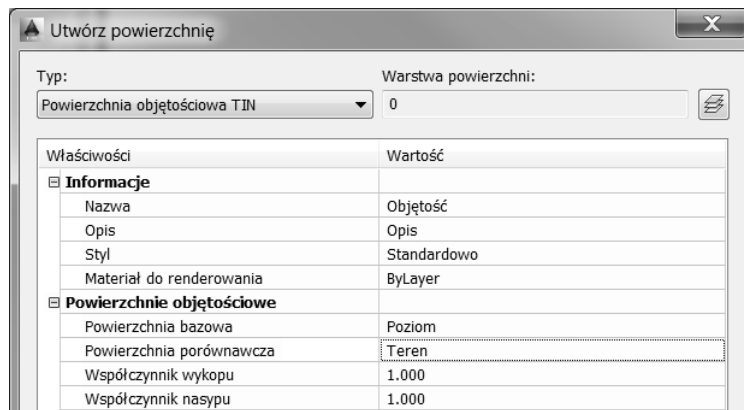 Utwórz powierzchnię
Typ: Warstwa powierzchni:
Powierzchnia objętościowa TIN 0
Właściwości Wartość
Informacje
Nazwa Objętość
Opis Opis
Styl Standardowo
Materiał do renderowania ByLayer
Powierzchnie objętościowe
Powierzchnia bazowa Poziom
Powierzchnia porównawcza Teren
Współczynnik wykopu 1.000
Współczynnik nasypu 1.000